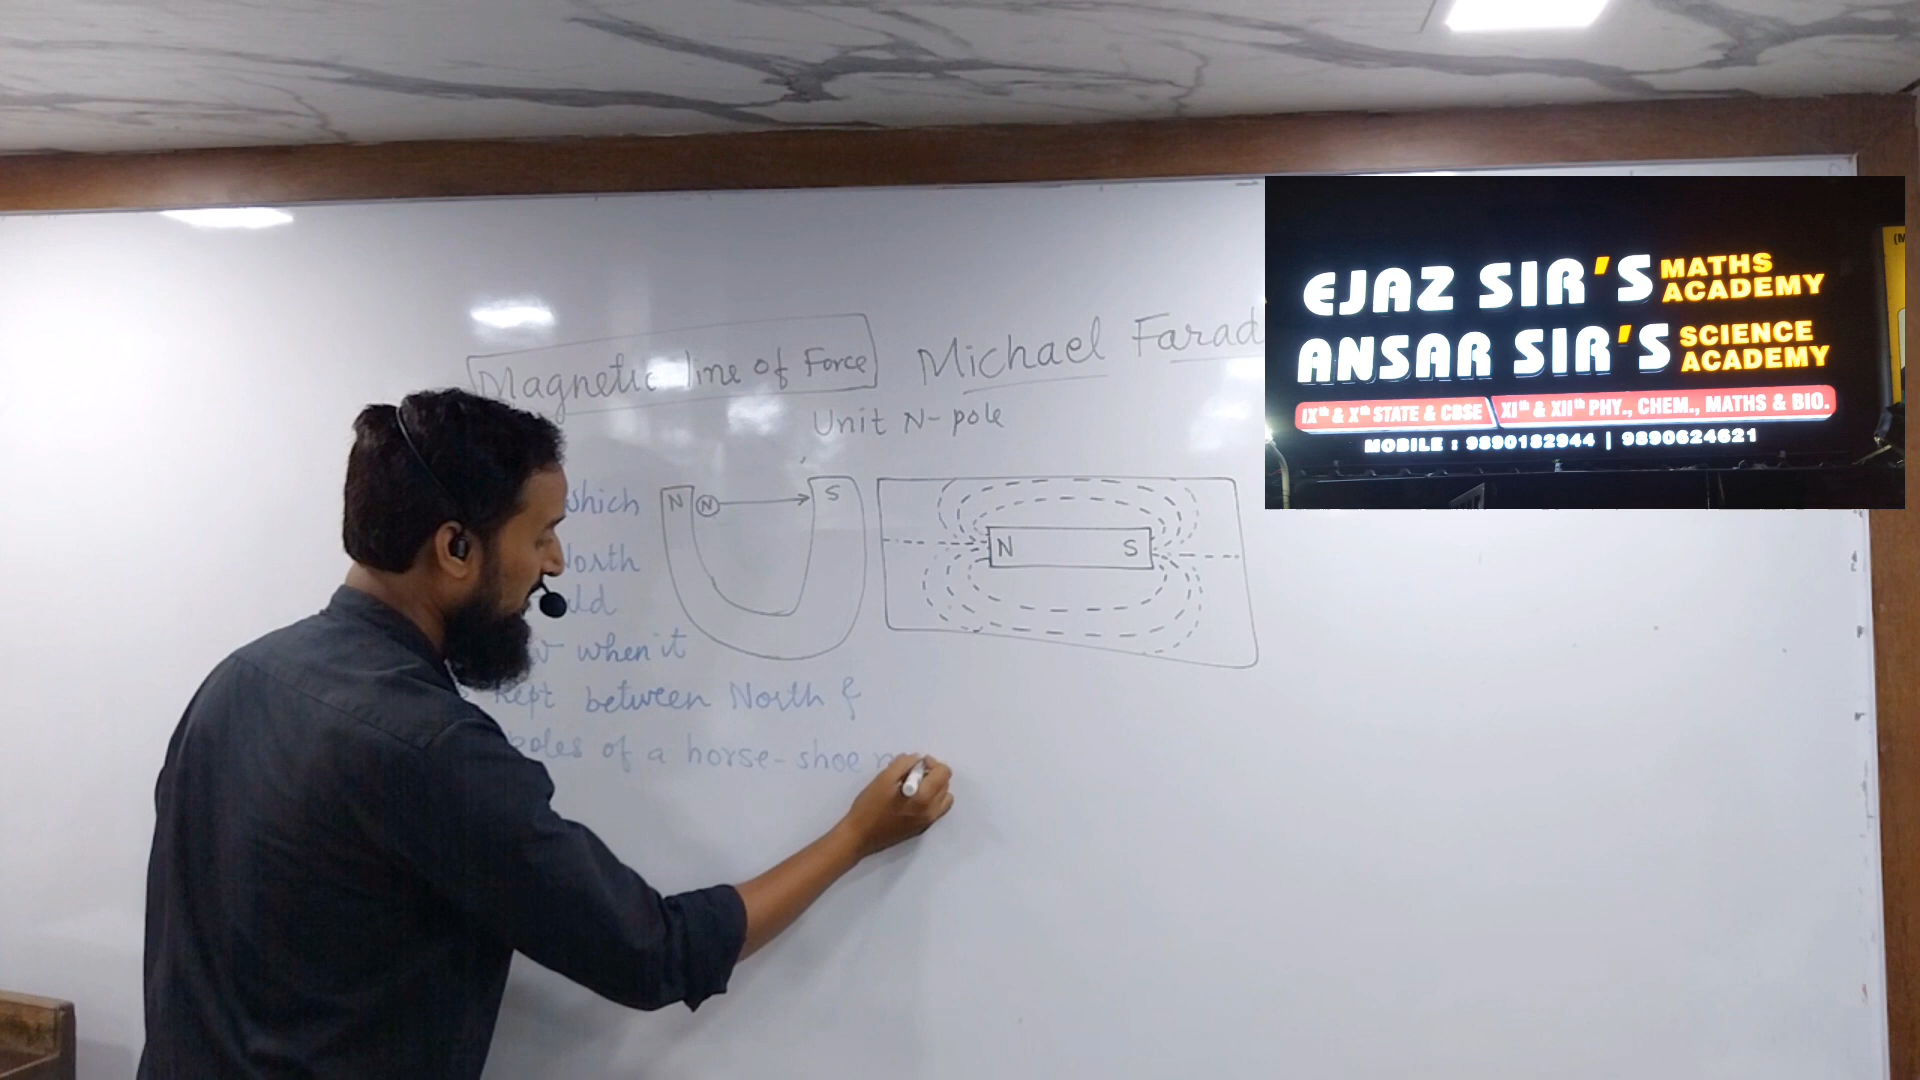 Magnetic line of Force
Michael Farad
Unit N-pole
which
N
N
S
North
N
S
when it
kept between North &
poles of a horse-shoe
EJAZ SIR'S MATHS ACADEMY
ANSAR SIR'S SCIENCE ACADEMY
IXth & Xth STATE & CBSE XIth & XIIth PHY., CHEM., MATHS & BIO.
MOBILE : 9890182944 | 9890624621